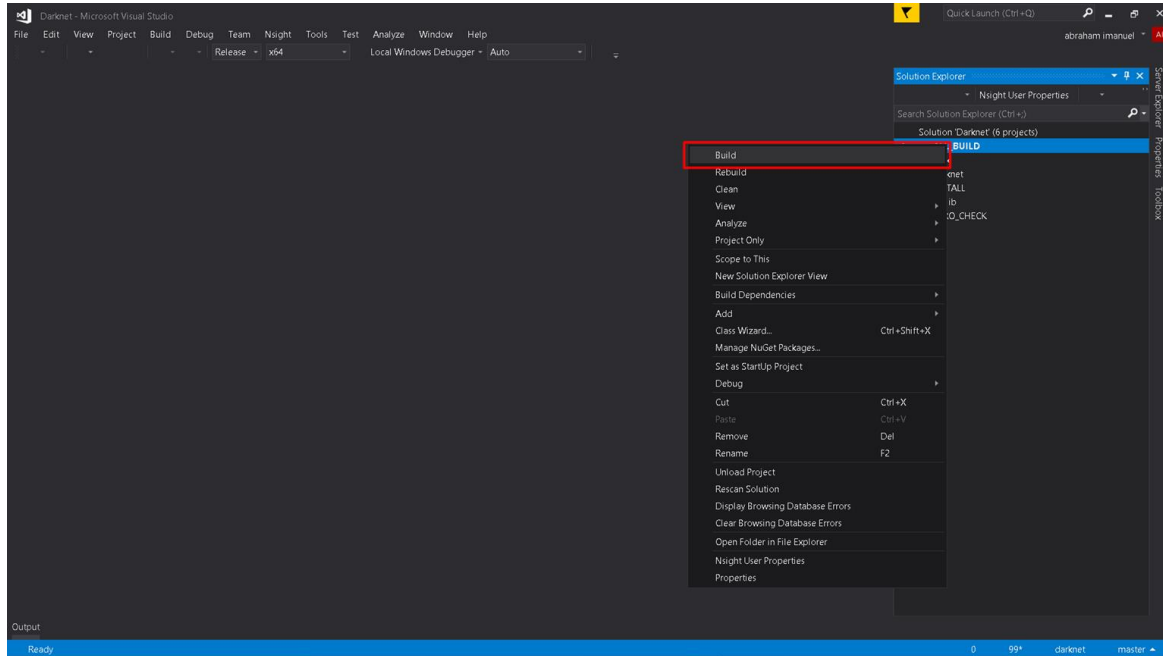 Darknet - Microsoft Visual Studio
Quick Launch (Ctrl+Q)
File Edit View Project Build Debug Team Nsight Tools Test Analyze Window Help
abraham imanuel
Release x64 Local Windows Debugger Auto
Solution Explorer
Nsight User Properties
Search Solution Explorer (Ctrl+;)
Solution 'Darknet' (6 projects)
_BUILD
Build
Rebuild
Clean
View
Analyze
Project Only
Scope to This
New Solution Explorer View
Build Dependencies
Add
Class Wizard... Ctrl+Shift+X
Manage NuGet Packages...
Set as StartUp Project
Debug
Cut Ctrl+X
Paste Ctrl+V
Remove Del
Rename F2
Unload Project
Rescan Solution
Display Browsing Database Errors
Clear Browsing Database Errors
Open Folder in File Explorer
Nsight User Properties
Properties
knet
TALL
lib
O_CHECK
Server Explorer
Properties
Toolbox
Output
Ready 0 99* darknet master